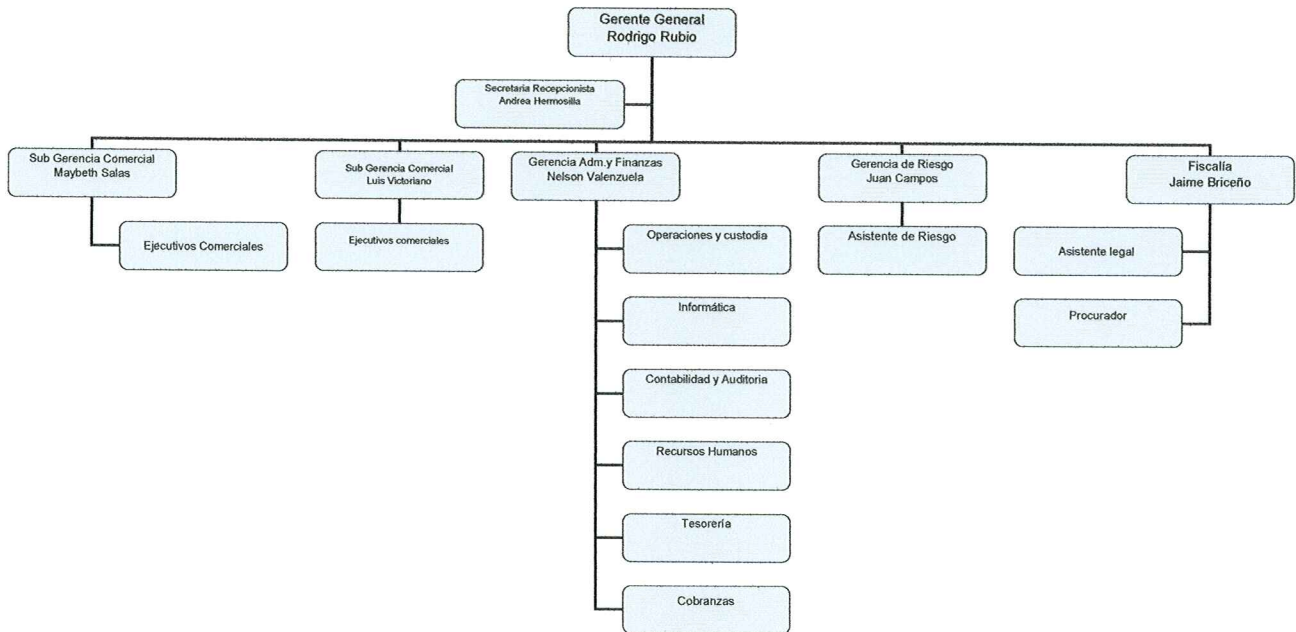 Gerente General
Rodrigo Rubio
Secretaria Recepcionista
Andrea Hermosilla
Sub Gerencia Comercial
Maybeth Salas
Sub Gerencia Comercial
Luis Victoriano
Gerencia Adm.y Finanzas
Nelson Valenzuela
Gerencia de Riesgo
Juan Campos
Fiscalía
Jaime Briceño
Ejecutivos Comerciales
Ejecutivos comerciales
Operaciones y custodia
Asistente de Riesgo
Asistente legal
Informática
Procurador
Contabilidad y Auditoria
Recursos Humanos
Tesorería
Cobranzas